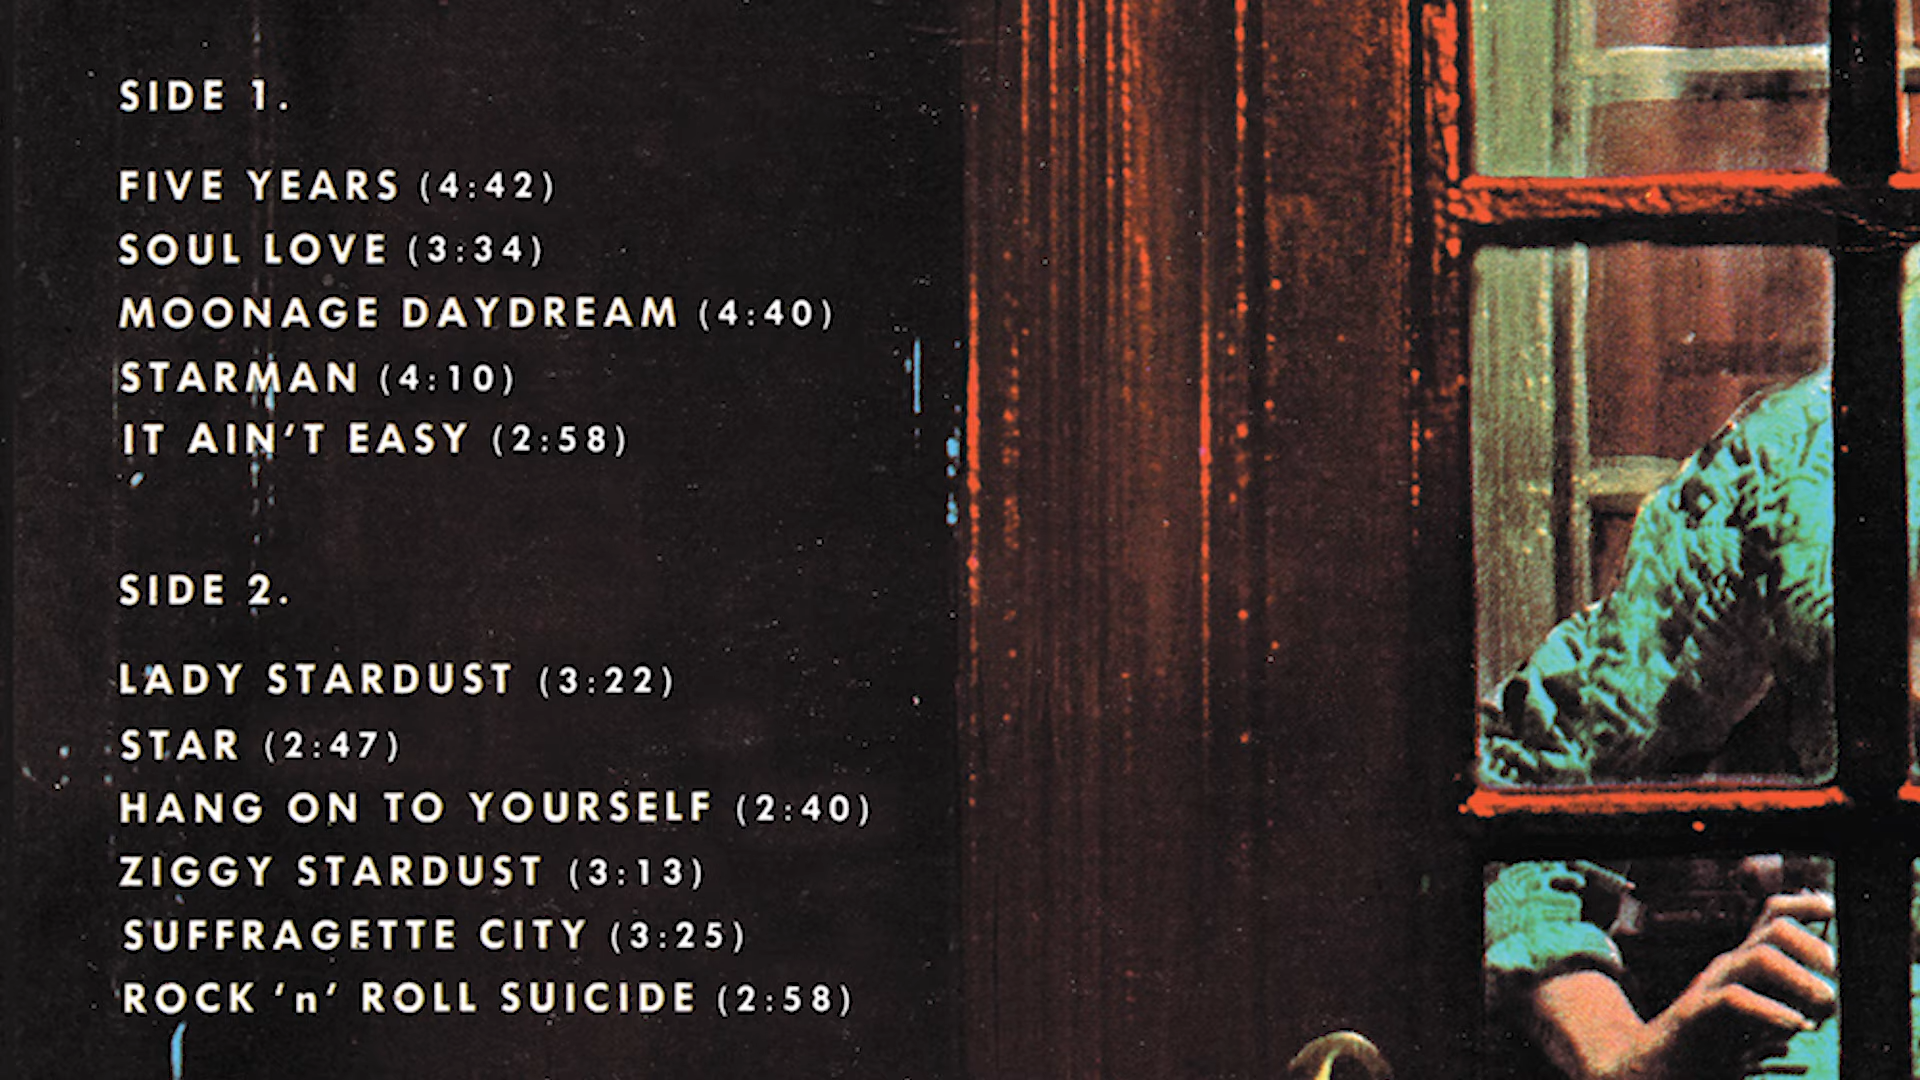 SIDE 1.
FIVE YEARS (4:42)
SOUL LOVE (3:34)
MOONAGE DAYDREAM (4:40)
STARMAN (4:10)
IT AIN'T EASY (2:58)
SIDE 2.
LADY STARDUST (3:22)
STAR (2:47)
HANG ON TO YOURSELF (2:40)
ZIGGY STARDUST (3:13)
SUFFRAGETTE CITY (3:25)
ROCK 'n' ROLL SUICIDE (2:58)